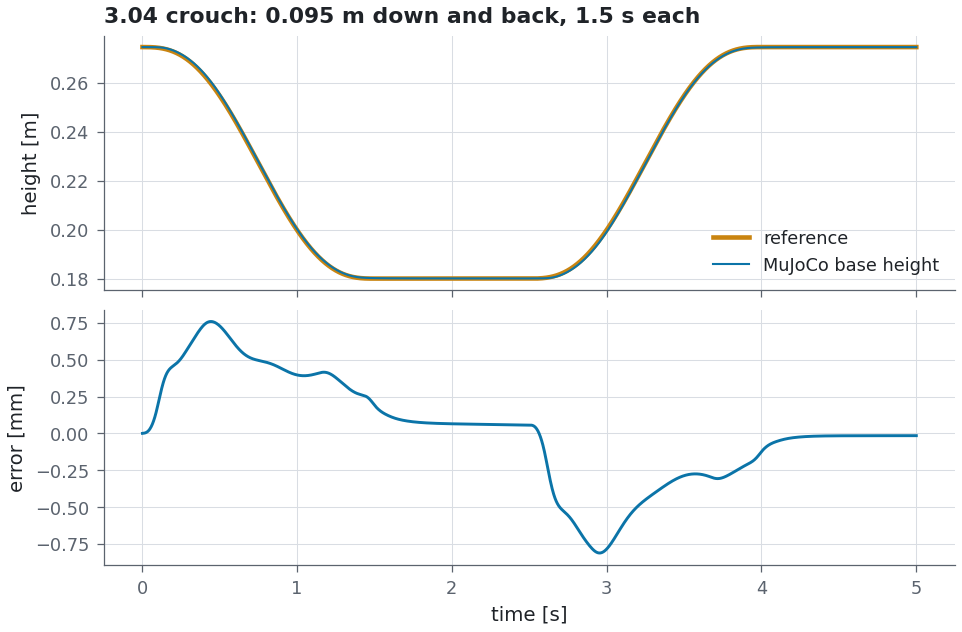 3.04 crouch: 0.095 m down and back, 1.5 s each
height [m]
0.26
0.24
0.22
0.20
0.18
reference
MuJoCo base height
error [mm]
0.75
0.50
0.25
0.00
−0.25
−0.50
−0.75
0 1 2 3 4 5
time [s]